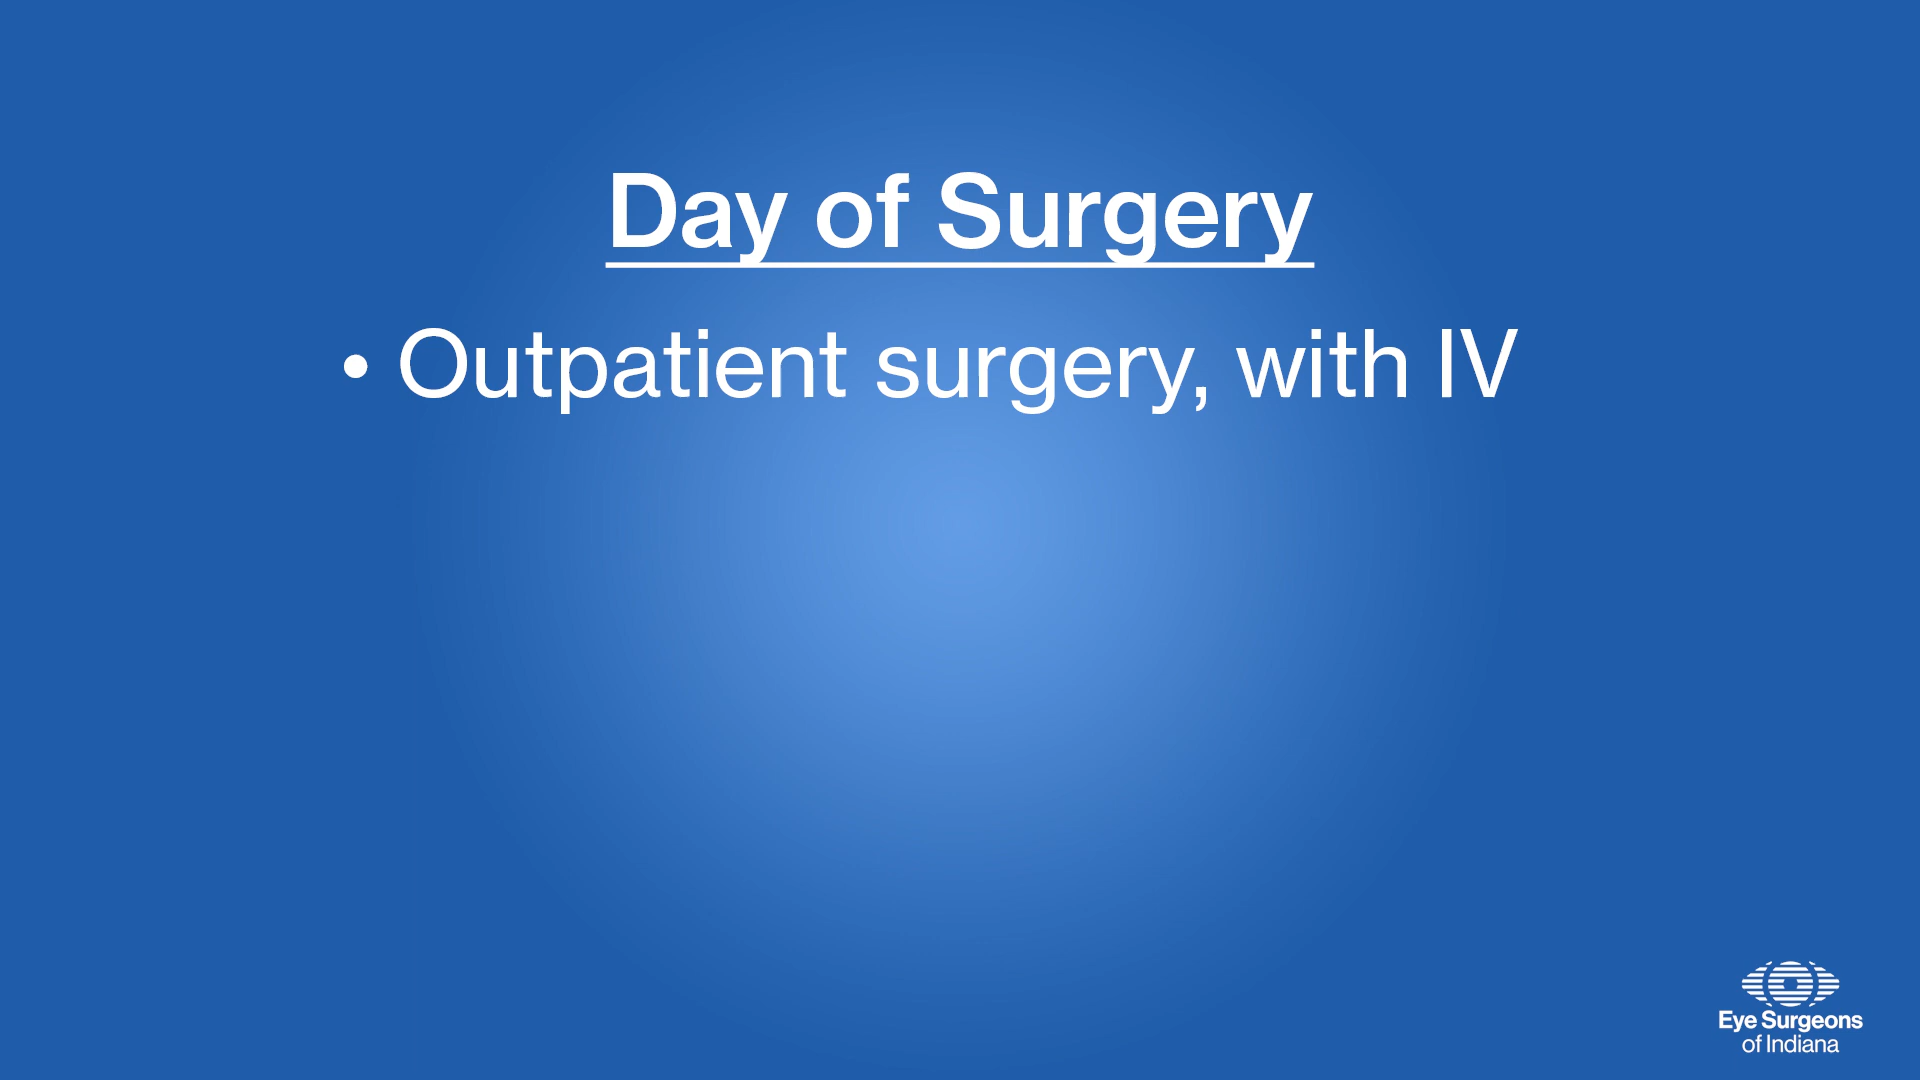 Day of Surgery
• Outpatient surgery, with IV
Eye Surgeons
of Indiana